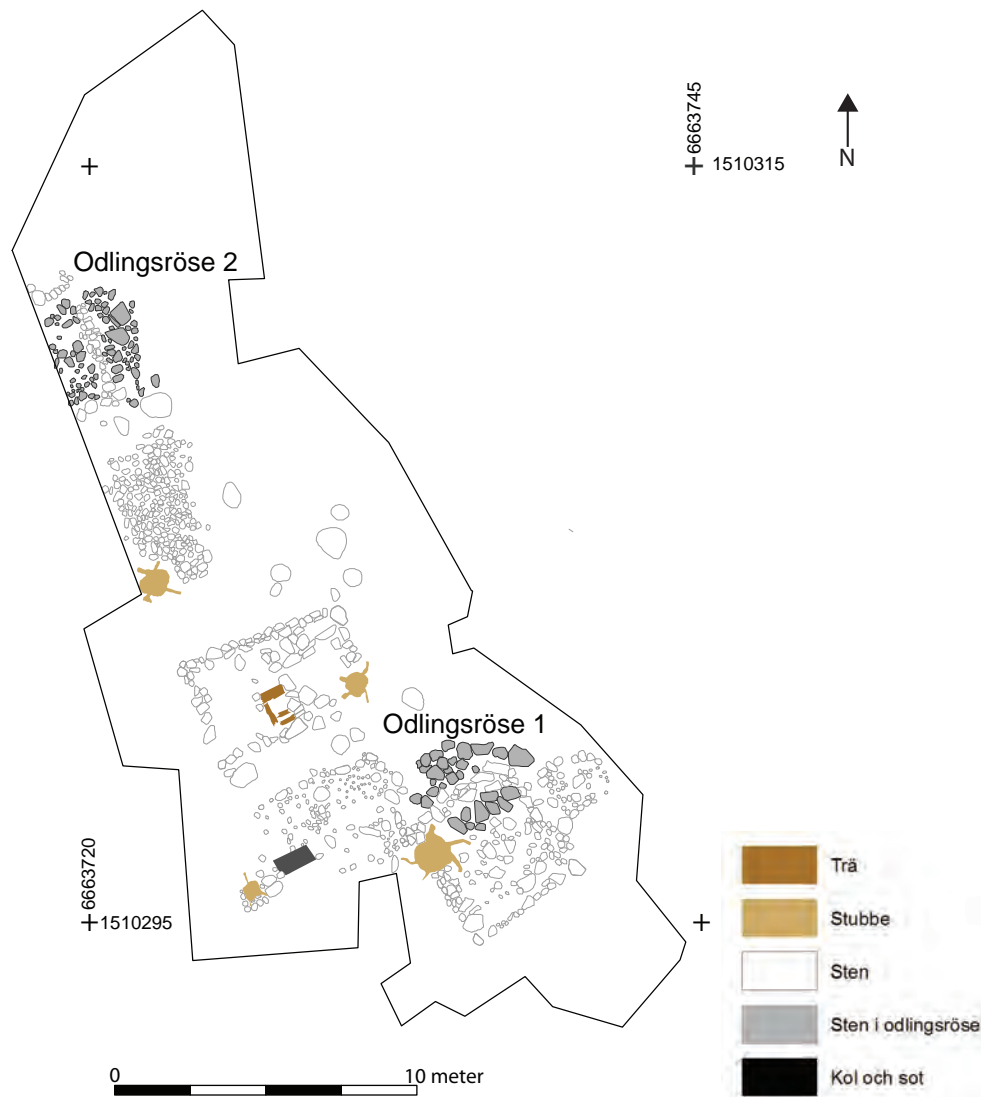 6663745
1510315
N
Odlingsröse 2
Odlingsröse 1
6663720
1510295
Trä
Stubbe
Sten
Sten i odlingsröse
Kol och sot
0 10 meter